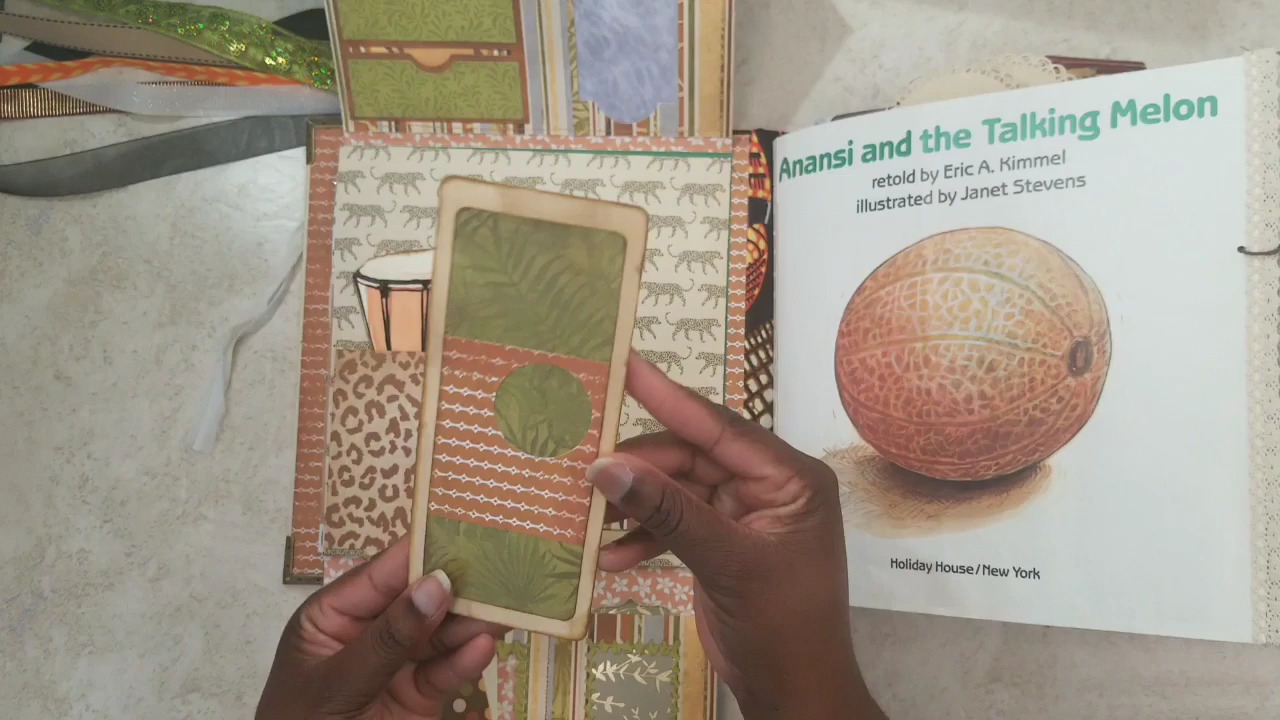 Anansi and the Talking Melon
retold by Eric A. Kimmel
illustrated by Janet Stevens
Holiday House/New York